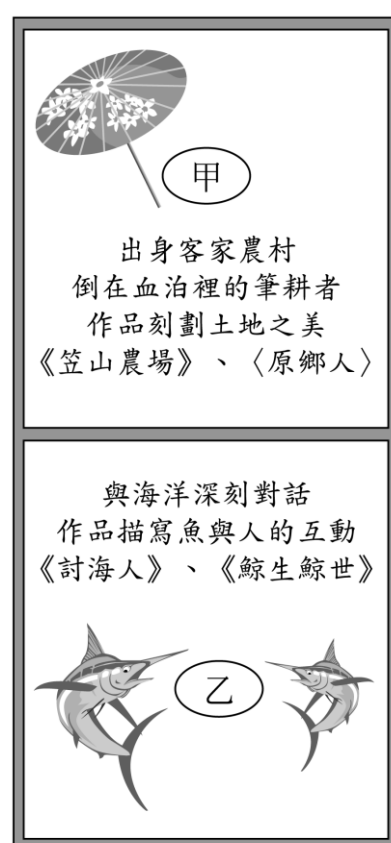 甲
出身客家農村
倒在血泊裡的筆耕者
作品刻劃土地之美
《笠山農場》、〈原鄉人〉
與海洋深刻對話
作品描寫魚與人的互動
《討海人》、《鯨生鯨世》
乙